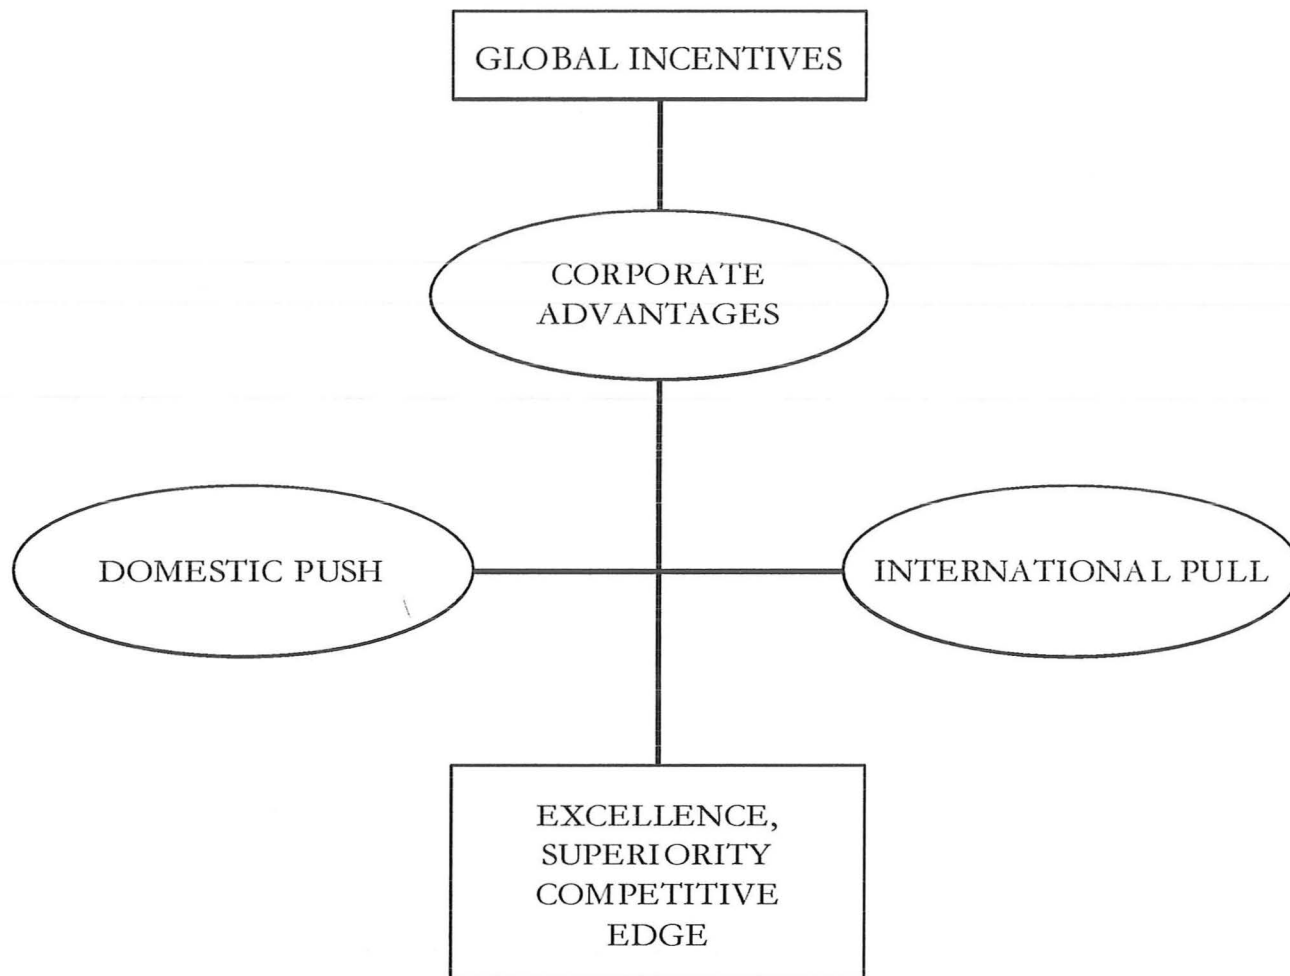 GLOBAL INCENTIVES
CORPORATE
ADVANTAGES
DOMESTIC PUSH
INTERNATIONAL PULL
EXCELLENCE,
SUPERIORITY
COMPETITIVE
EDGE